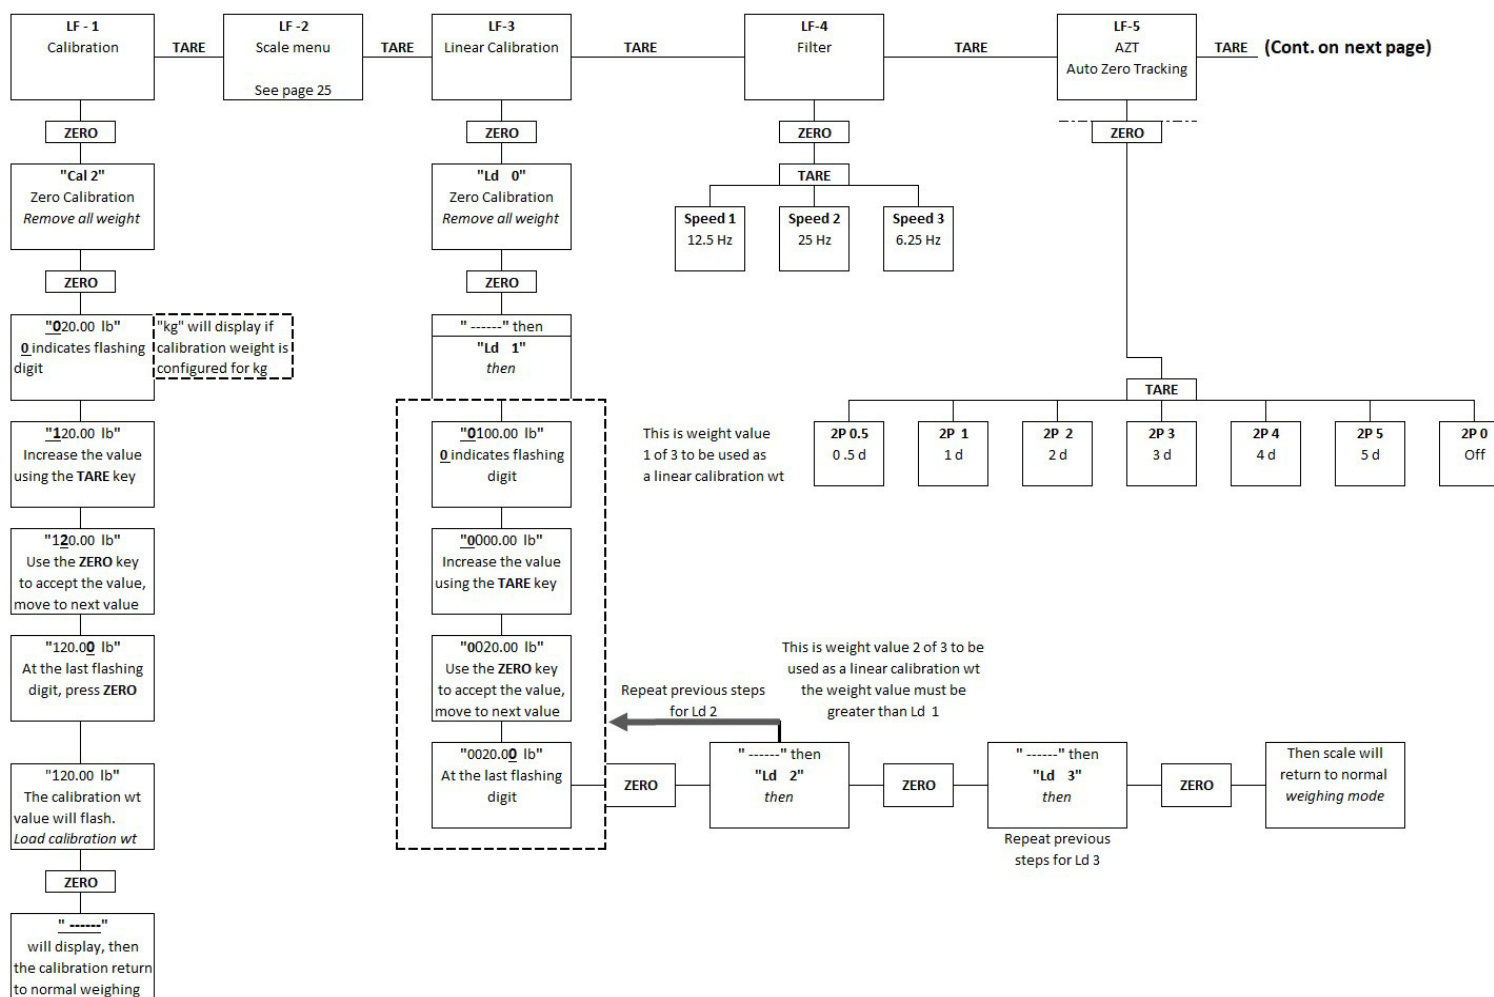 LF - 1
Calibration
TARE
LF -2
Scale menu
See page 25
TARE
LF-3
Linear Calibration
TARE
LF-4
Filter
TARE
LF-5
AZT
Auto Zero Tracking
TARE
(Cont. on next page)
ZERO
"Cal 2"
Zero Calibration
Remove all weight
ZERO
"020.00 lb"
0 indicates flashing
digit
"kg" will display if
calibration weight is
configured for kg
"120.00 lb"
Increase the value
using the TARE key
"120.00 lb"
Use the ZERO key
to accept the value,
move to next value
"120.00 lb"
At the last flashing
digit, press ZERO
"120.00 lb"
The calibration wt
value will flash.
Load calibration wt
ZERO
" ------"
will display, then
the calibration return
to normal weighing
ZERO
"Ld 0"
Zero Calibration
Remove all weight
ZERO
" ------" then
"Ld 1"
then
"0100.00 lb"
0 indicates flashing
digit
"0000.00 lb"
Increase the value
using the TARE key
"0020.00 lb"
Use the ZERO key
to accept the value,
move to next value
"0020.00 lb"
At the last flashing
digit
ZERO
Repeat previous steps
for Ld 2
" ------" then
"Ld 2"
then
This is weight value 2 of 3 to be
used as a linear calibration wt
the weight value must be
greater than Ld 1
ZERO
" ------" then
"Ld 3"
then
Repeat previous
steps for Ld 3
ZERO
Then scale will
return to normal
weighing mode
This is weight value
1 of 3 to be used as
a linear calibration wt
ZERO
TARE
Speed 1
12.5 Hz
Speed 2
25 Hz
Speed 3
6.25 Hz
ZERO
TARE
2P 0.5
0 .5 d
2P 1
1 d
2P 2
2 d
2P 3
3 d
2P 4
4 d
2P 5
5 d
2P 0
Off